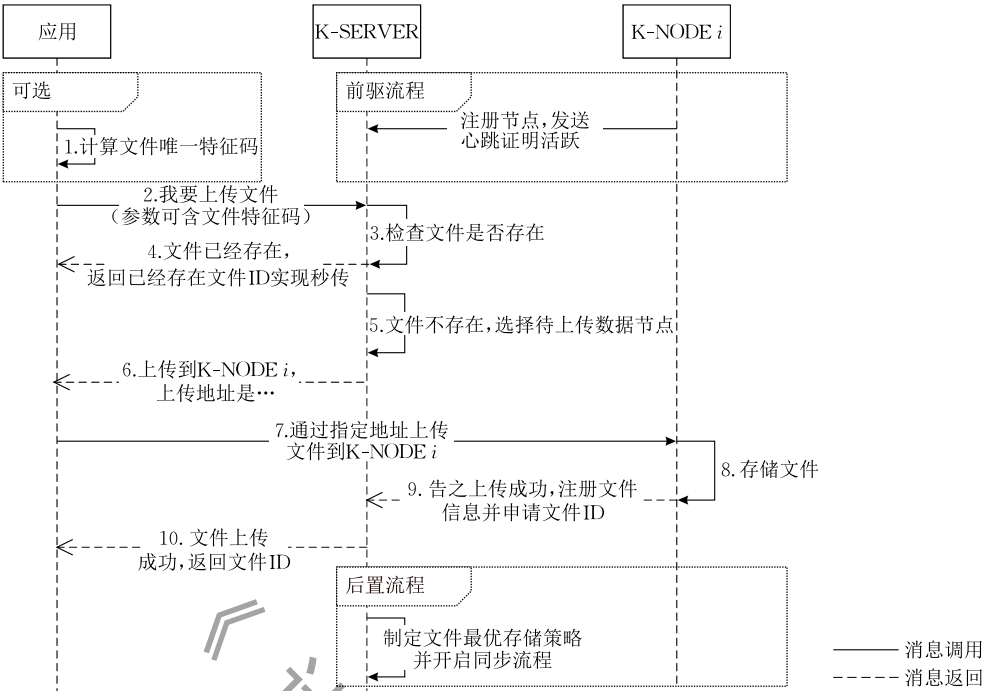 应用
K-SERVER
K-NODE i
可选
前驱流程
注册节点,发送
心跳证明活跃
1.计算文件唯一特征码
2.我要上传文件
(参数可含文件特征码)
3.检查文件是否存在
4.文件已经存在,
返回已经存在文件ID实现秒传
5.文件不存在,选择待上传数据节点
6.上传到K-NODE i,
上传地址是…
7.通过指定地址上传
文件到K-NODE i
8.存储文件
9. 告之上传成功,注册文件
信息并申请文件ID
10. 文件上传
成功,返回文件ID
后置流程
制定文件最优存储策略
并开启同步流程
消息调用
消息返回